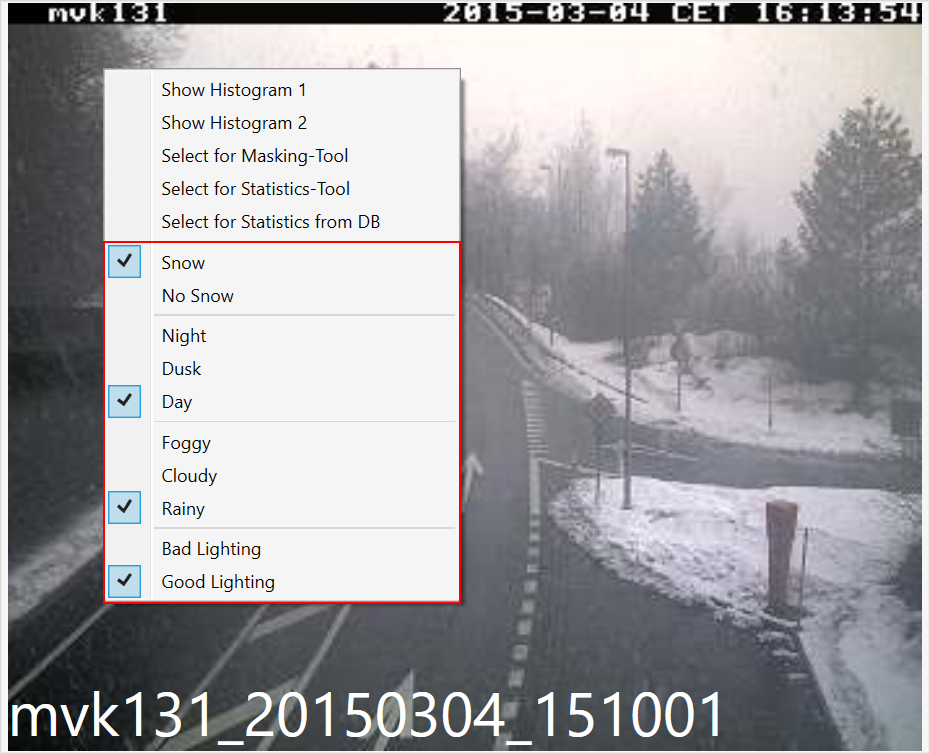 mvk131 2015-03-04 CET 16:13:54
Show Histogram 1
Show Histogram 2
Select for Masking-Tool
Select for Statistics-Tool
Select for Statistics from DB
Snow
No Snow
Night
Dusk
Day
Foggy
Cloudy
Rainy
Bad Lighting
Good Lighting
mvk131_20150304_151001